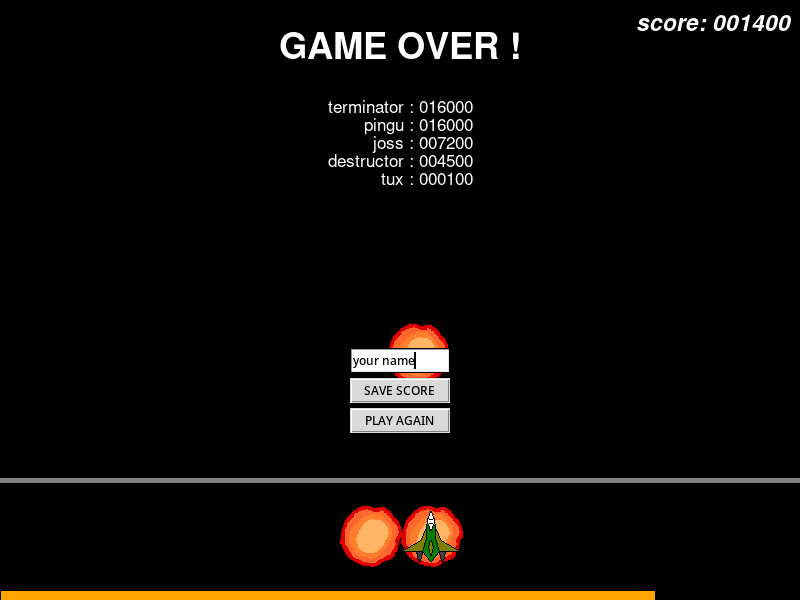 score: 001400
GAME OVER !
terminator : 016000
pingu : 016000
joss : 007200
destructor : 004500
tux : 000100
your name
SAVE SCORE
PLAY AGAIN